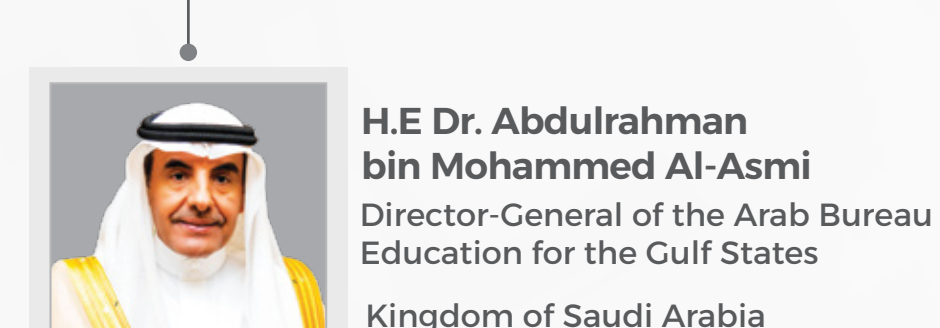 H.E Dr. Abdulrahman
bin Mohammed Al-Asmi
Director-General of the Arab Bureau
Education for the Gulf States
Kingdom of Saudi Arabia